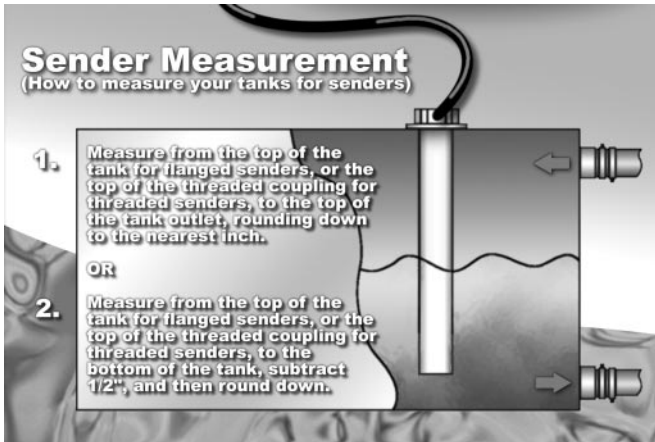 Sender Measurement
(How to measure your tanks for senders)
1.
Measure from the top of the
tank for flanged senders, or the
top of the threaded coupling for
threaded senders, to the top of
the tank outlet, rounding down
to the nearest inch.
OR
2.
Measure from the top of the
tank for flanged senders, or the
top of the threaded coupling for
threaded senders, to the
bottom of the tank, subtract
1/2", and then round down.